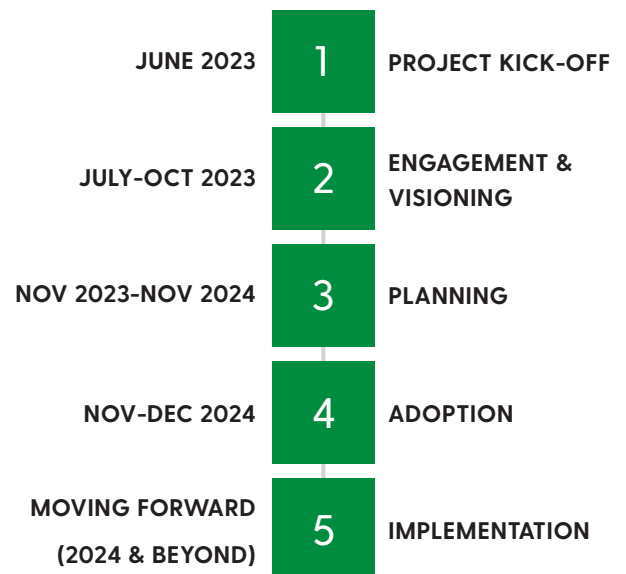 JUNE 2023
1
PROJECT KICK-OFF
JULY-OCT 2023
2
ENGAGEMENT &
VISIONING
NOV 2023-NOV 2024
3
PLANNING
NOV-DEC 2024
4
ADOPTION
MOVING FORWARD
(2024 & BEYOND)
5
IMPLEMENTATION